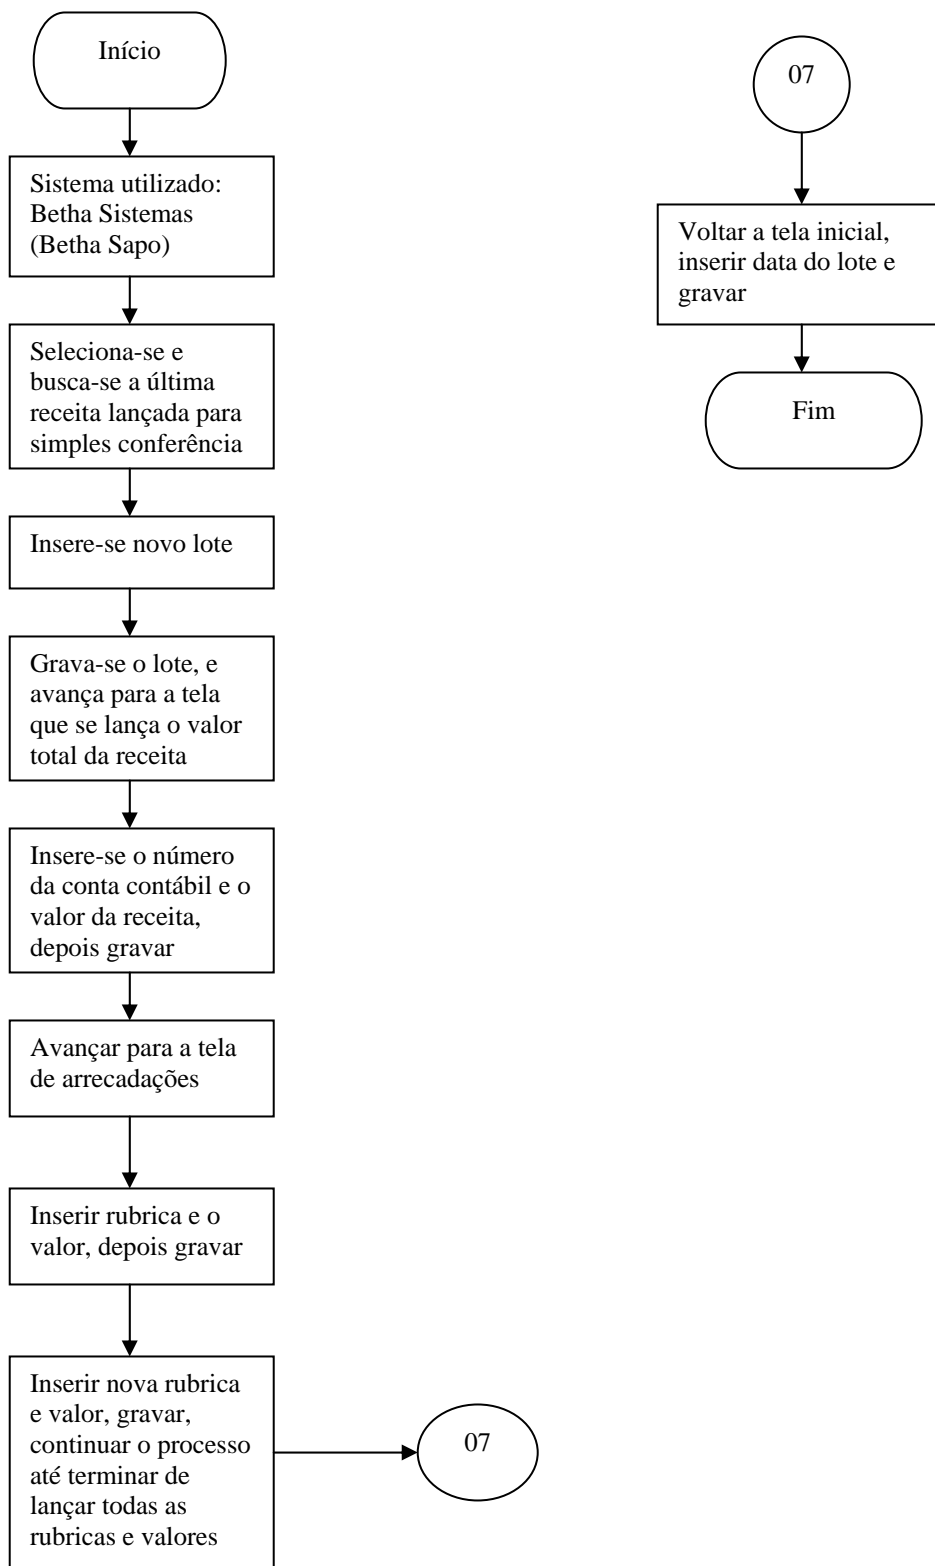 Início
Sistema utilizado:
Betha Sistemas
(Betha Sapo)
Seleciona-se e
busca-se a última
receita lançada para
simples conferência
Insere-se novo lote
Grava-se o lote, e
avança para a tela
que se lança o valor
total da receita
Insere-se o número
da conta contábil e o
valor da receita,
depois gravar
Avançar para a tela
de arrecadações
Inserir rubrica e o
valor, depois gravar
Inserir nova rubrica
e valor, gravar,
continuar o processo
até terminar de
lançar todas as
rubricas e valores
07
07
Voltar a tela inicial,
inserir data do lote e
gravar
Fim